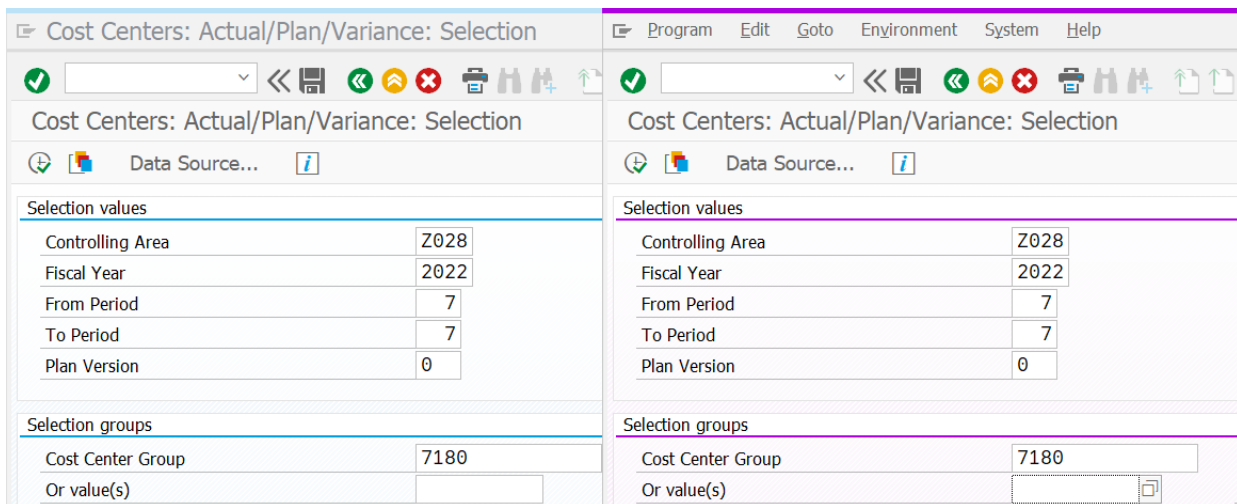 Cost Centers: Actual/Plan/Variance: Selection
Cost Centers: Actual/Plan/Variance: Selection
Data Source...
i
Selection values
Controlling Area Z028
Fiscal Year 2022
From Period 7
To Period 7
Plan Version 0
Selection groups
Cost Center Group 7180
Or value(s)
Program Edit Goto Environment System Help
Cost Centers: Actual/Plan/Variance: Selection
Data Source...
i
Selection values
Controlling Area Z028
Fiscal Year 2022
From Period 7
To Period 7
Plan Version 0
Selection groups
Cost Center Group 7180
Or value(s)